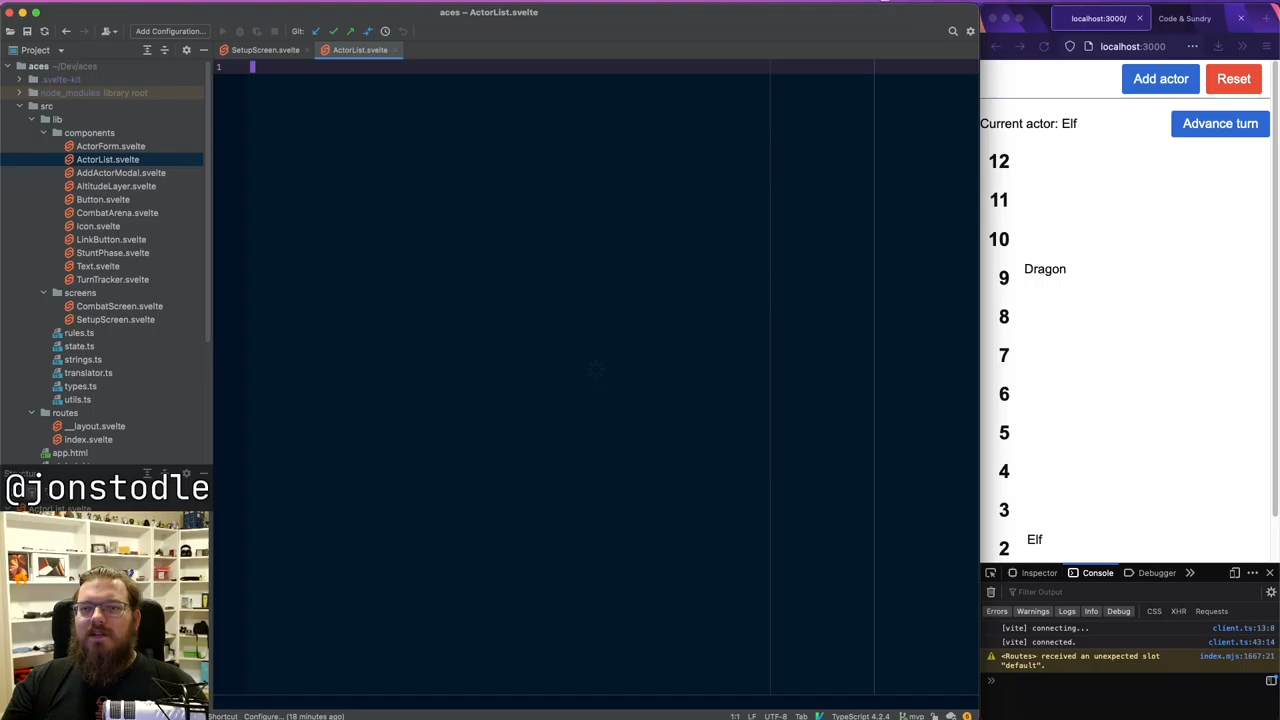 aces – ActorList.svelte
Add Configuration...
Git:
Project
SetupScreen.svelte
ActorList.svelte
aces ~/Dev/aces
.svelte-kit
node_modules library root
src
lib
components
ActorForm.svelte
ActorList.svelte
AddActorModal.svelte
AltitudeLayer.svelte
Button.svelte
CombatArena.svelte
Icon.svelte
LinkButton.svelte
StuntPhase.svelte
Text.svelte
TurnTracker.svelte
screens
CombatScreen.svelte
SetupScreen.svelte
rules.ts
state.ts
strings.ts
translator.ts
types.ts
utils.ts
routes
__layout.svelte
index.svelte
app.html
@jonstodle
1
localhost:3000/
Code & Sundry
localhost:3000
Add actor
Reset
Current actor: Elf
Advance turn
12
11
10
9
Dragon
8
7
6
5
4
3
2
Elf
Inspector
Console
Debugger
Filter Output
Errors
Warnings
Logs
Info
Debug
CSS
XHR
Requests
[vite] connecting...
client.ts:13:8
[vite] connected.
client.ts:43:14
<Routes> received an unexpected slot
index.mjs:1667:21
"default".
Shortcut
Configure... (18 minutes ago)
1:1
LF
UTF-8
Tab
TypeScript 4.2.4
mvp